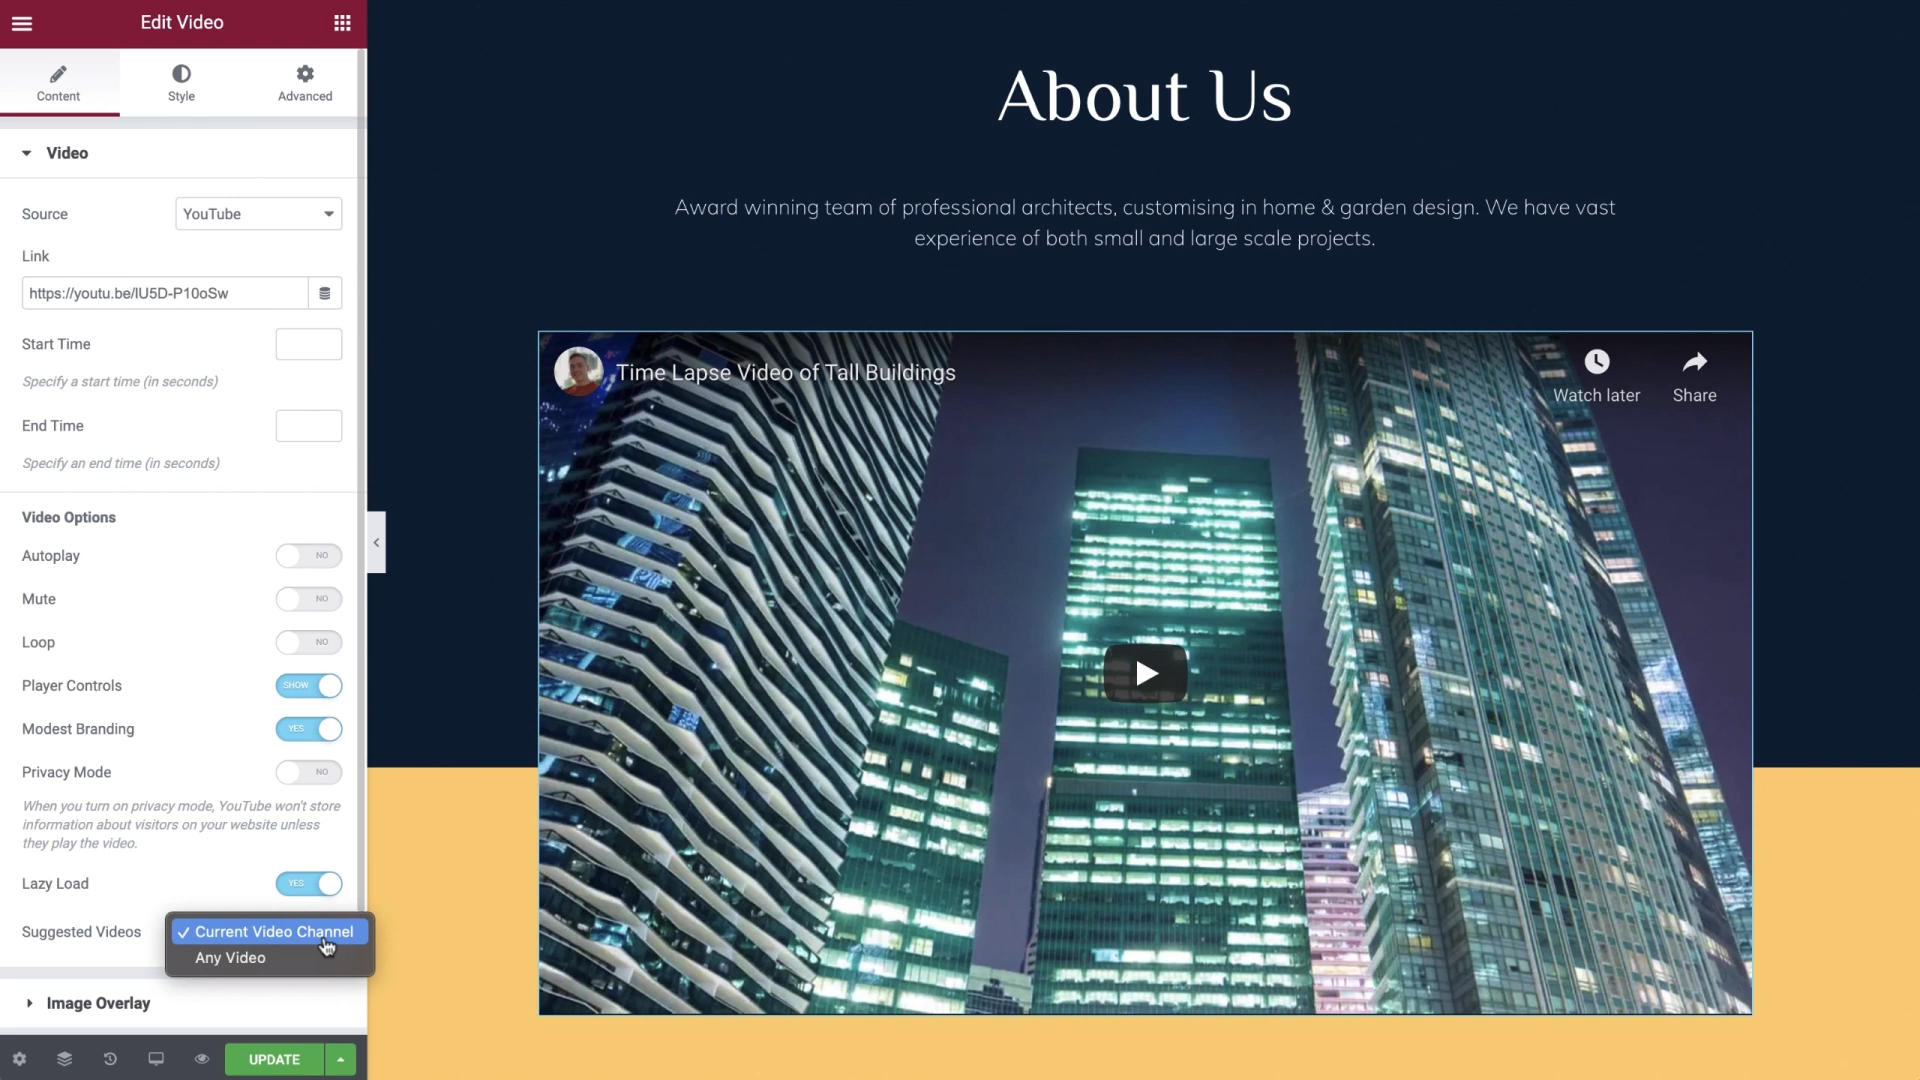 Edit Video
Content
Style
Advanced
Video
Source
YouTube
Link
https://youtu.be/lU5D-P10oSw
Start Time
Specify a start time (in seconds)
End Time
Specify an end time (in seconds)
Video Options
Autoplay
NO
Mute
NO
Loop
NO
Player Controls
SHOW
Modest Branding
YES
Privacy Mode
NO
When you turn on privacy mode, YouTube won't store
information about visitors on your website unless
they play the video.
Lazy Load
YES
Suggested Videos
✓ Current Video Channel
Any Video
Image Overlay
UPDATE
About Us
Award winning team of professional architects, customising in home & garden design. We have vast
experience of both small and large scale projects.
Time Lapse Video of Tall Buildings
Watch later
Share